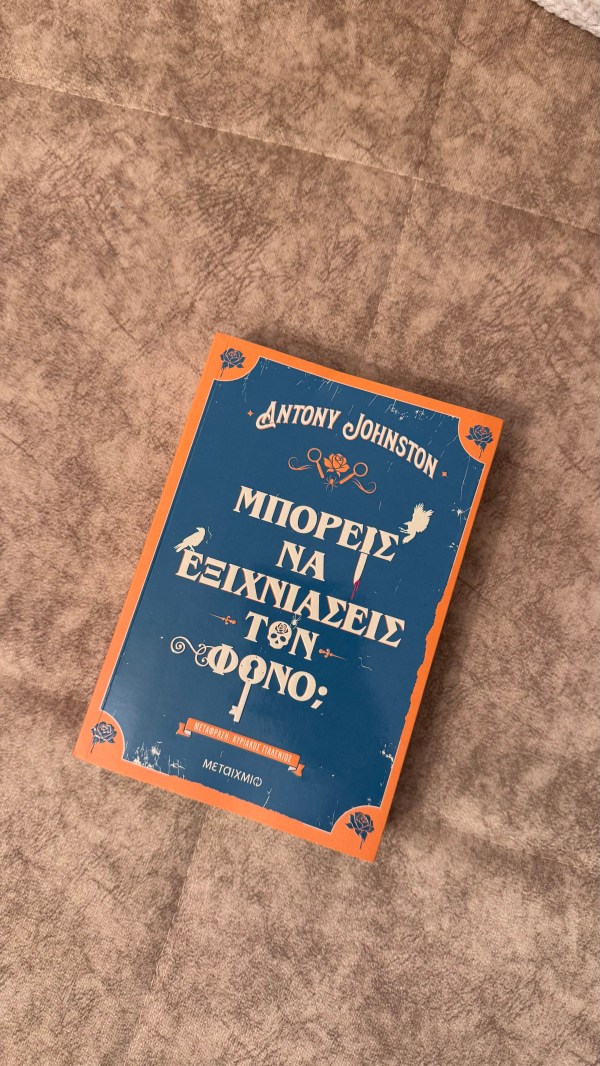 ANTONY JOHNSTON
ΜΠΟΡΕΙΣ
ΝΑ
ΕΞΙΧΝΙΑΣΕΙΣ
ΤΟΝ
ΦΟΝΟ;
ΜΕΤΑΦΡΑΣΗ: ΚΥΡΙΑΚΟΣ ΓΙΑΛΕΝΙΟΣ
ΜΕΤΑΙΧΜΙΟ